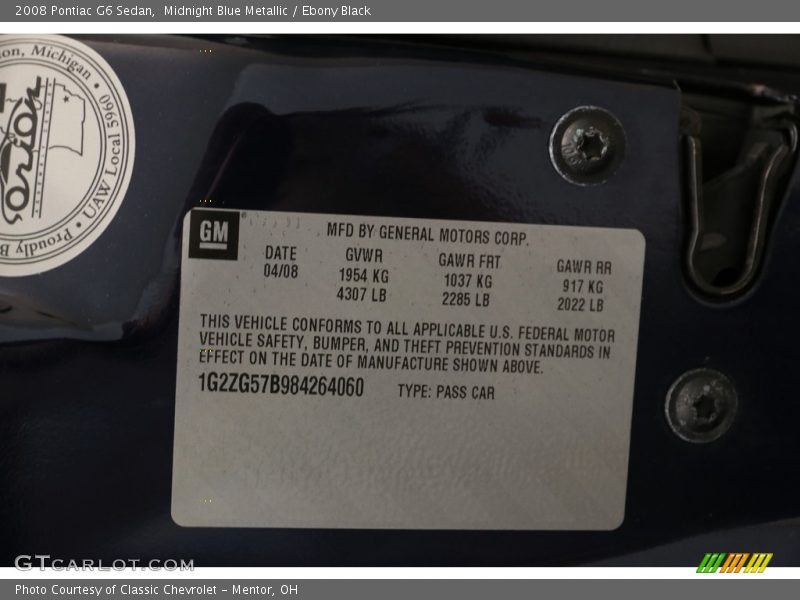 2008 Pontiac G6 Sedan,  Midnight Blue Metallic / Ebony Black
on, Michigan •
UAW Local 5960 •
Proudly B
Orion
GM
MFD BY GENERAL MOTORS CORP.
DATE GVWR GAWR FRT GAWR RR
04/08 1954 KG 1037 KG 917 KG
4307 LB 2285 LB 2022 LB
THIS VEHICLE CONFORMS TO ALL APPLICABLE U.S. FEDERAL MOTOR
VEHICLE SAFETY, BUMPER, AND THEFT PREVENTION STANDARDS IN
EFFECT ON THE DATE OF MANUFACTURE SHOWN ABOVE.
1G2ZG57B984264060 TYPE: PASS CAR
GTCARLOT.COM
Photo Courtesy of Classic Chevrolet – Mentor, OH